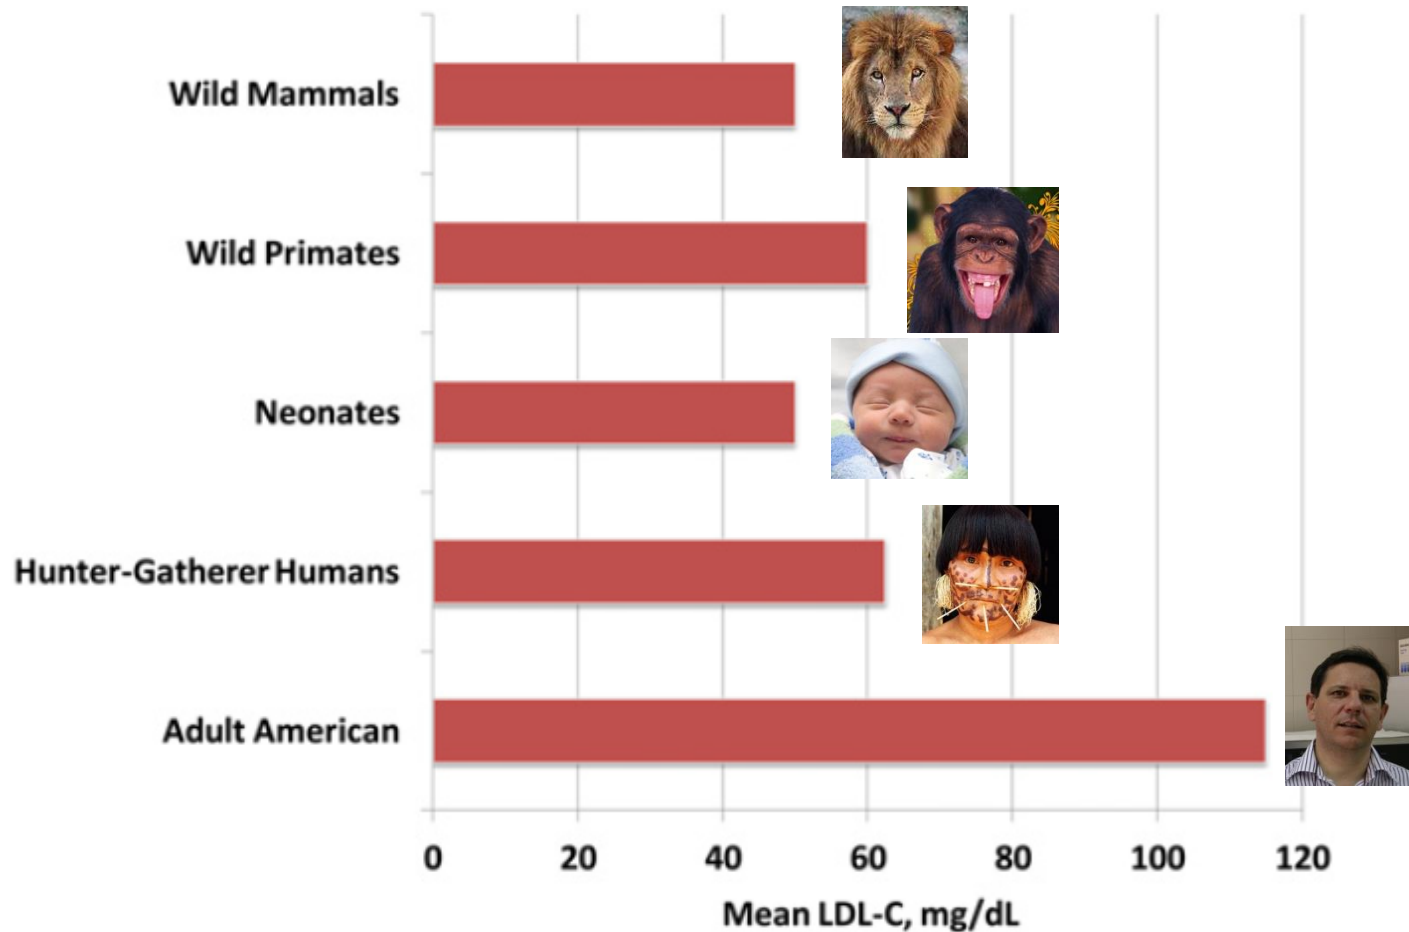 Wild Mammals
Wild Primates
Neonates
Hunter-Gatherer Humans
Adult American
0 20 40 60 80 100 120
Mean LDL-C, mg/dL